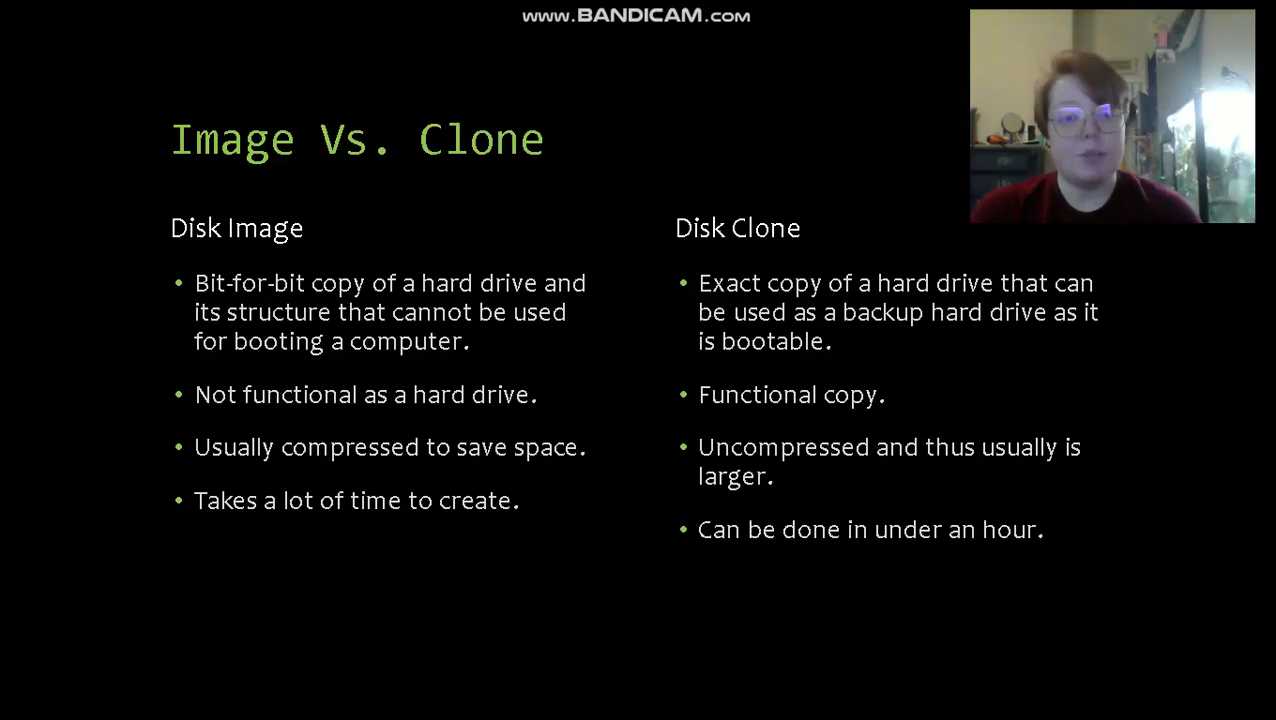 www.BANDICAM.com
Image Vs. Clone
Disk Image
• Bit-for-bit copy of a hard drive and
its structure that cannot be used
for booting a computer.
• Not functional as a hard drive.
• Usually compressed to save space.
• Takes a lot of time to create.
Disk Clone
• Exact copy of a hard drive that can
be used as a backup hard drive as it
is bootable.
• Functional copy.
• Uncompressed and thus usually is
larger.
• Can be done in under an hour.